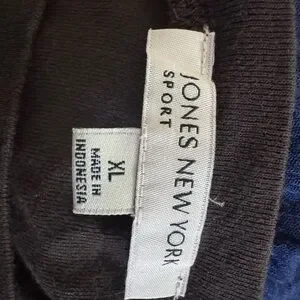 JONES NEW YORK
SPORT
XL
MADE IN
INDONESIA